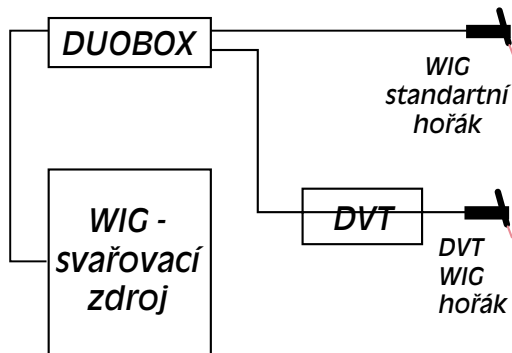 DUOBOX
WIG
standartní
hořák
WIG -
svařovací
zdroj
DVT
DVT
WIG
hořák